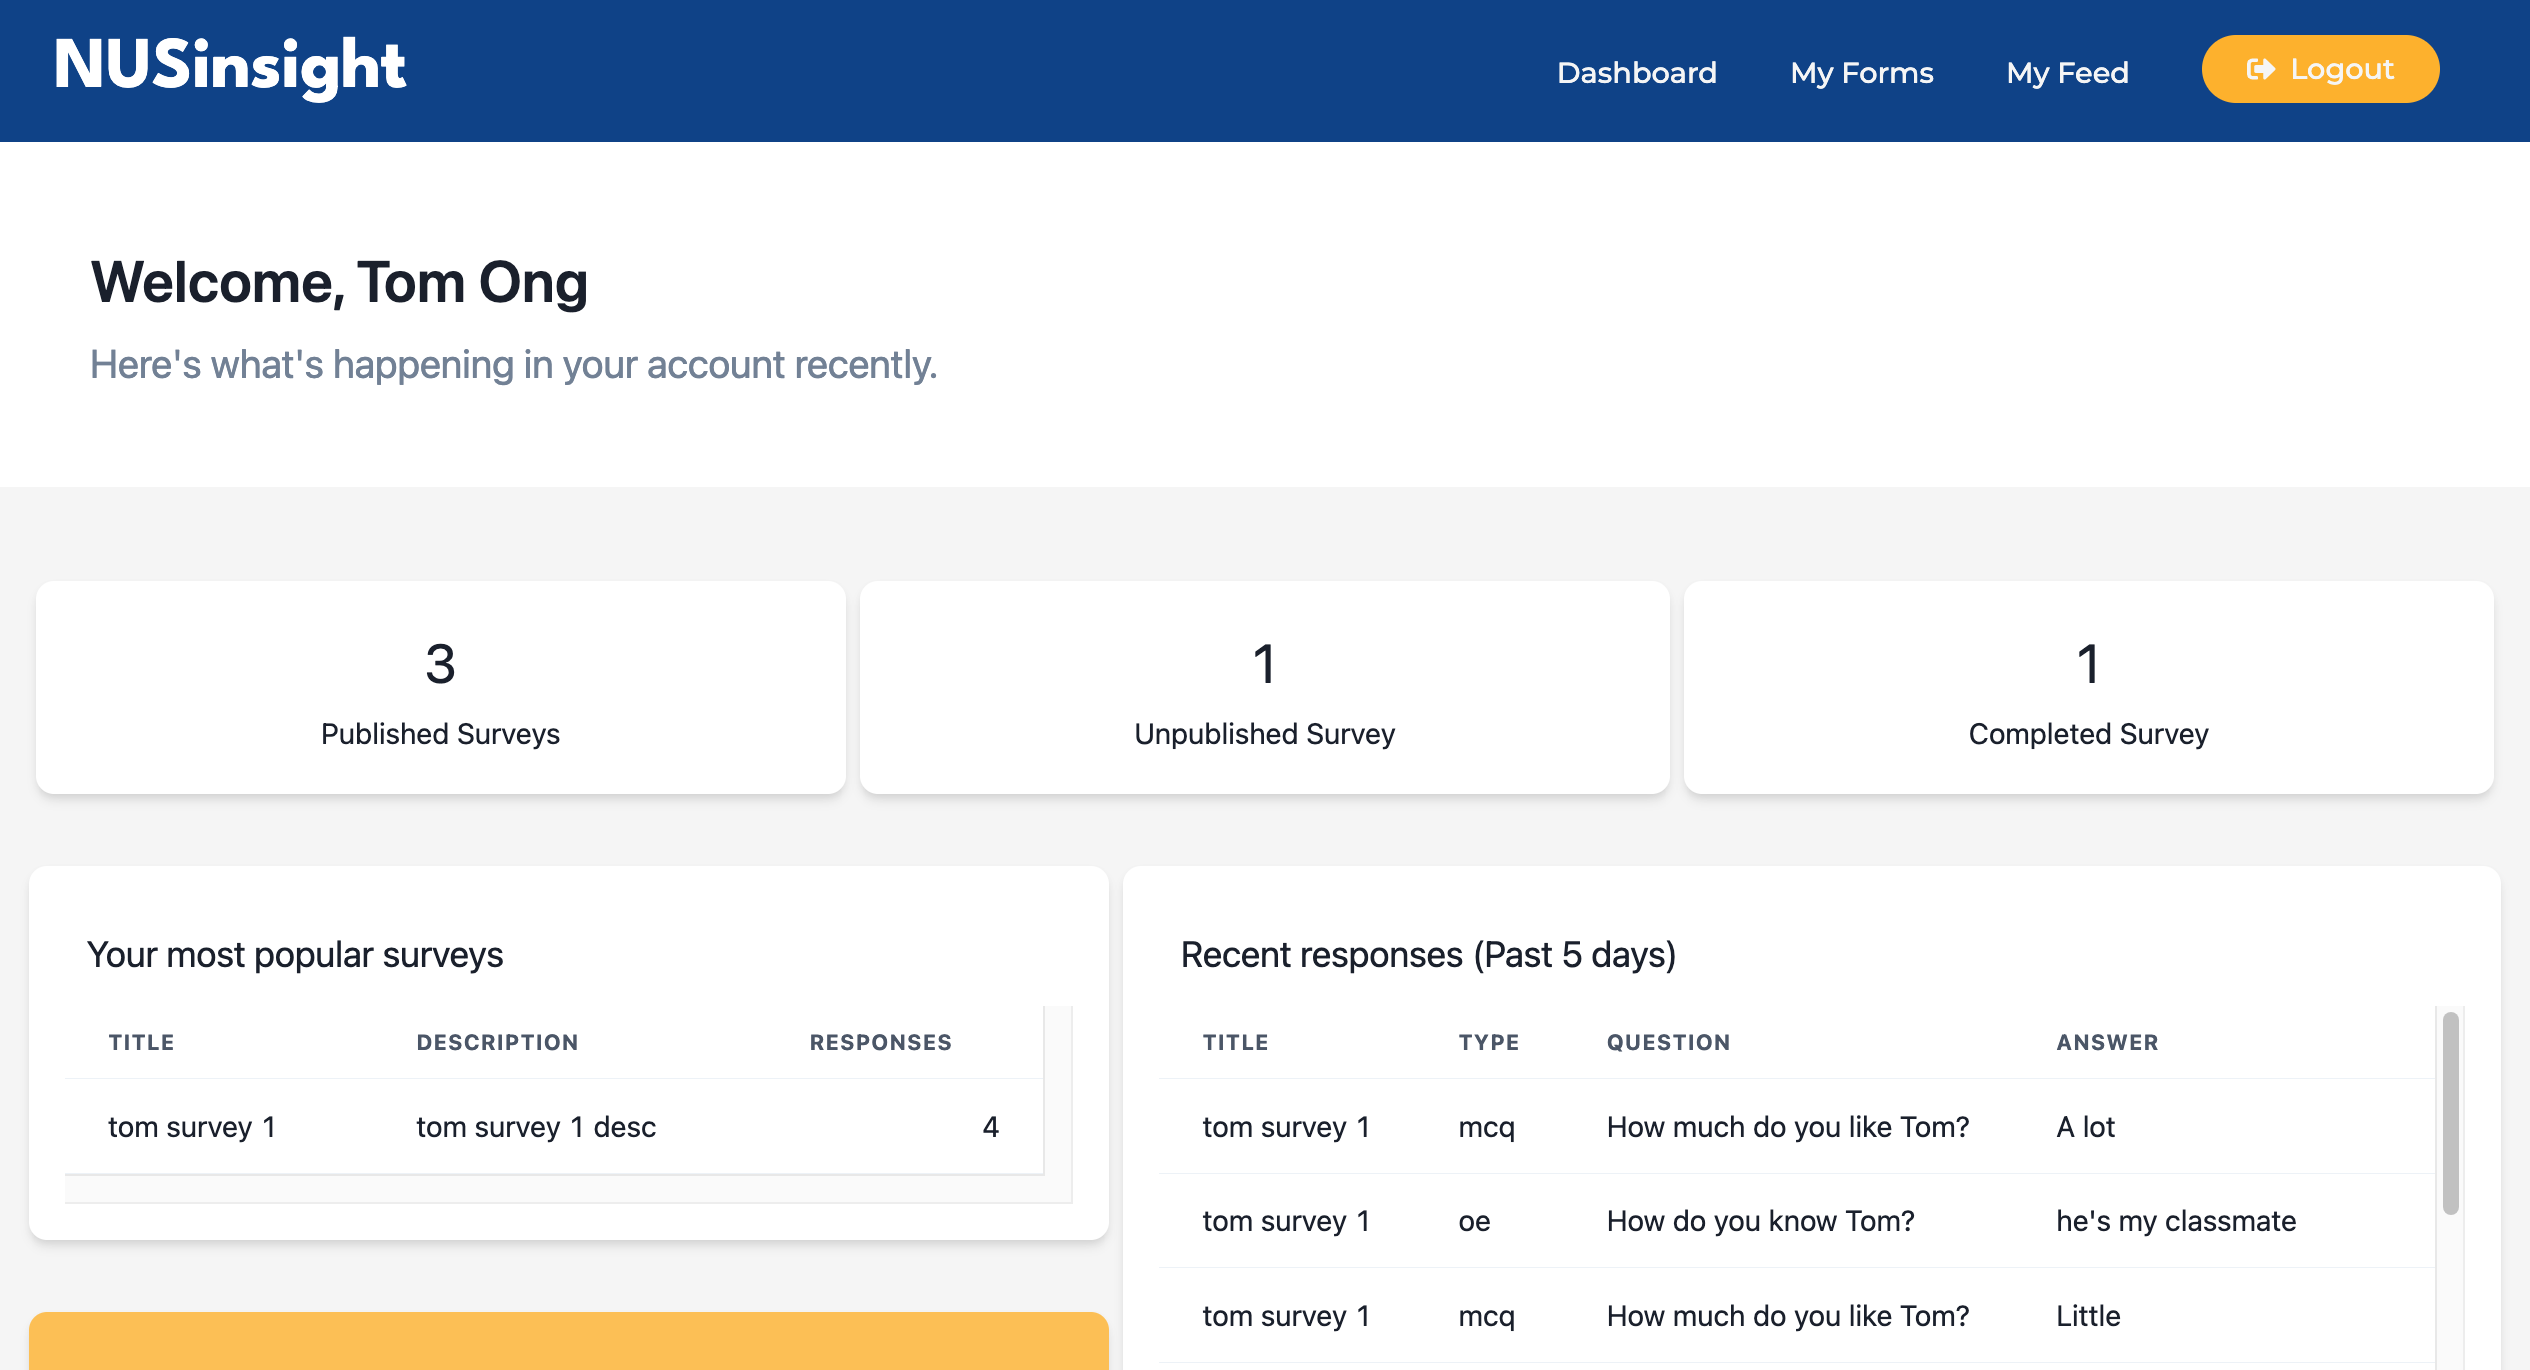 NUSinsight
Dashboard My Forms My Feed Logout
Welcome, Tom Ong
Here's what's happening in your account recently.
3
Published Surveys
1
Unpublished Survey
1
Completed Survey
Your most popular surveys
TITLE DESCRIPTION RESPONSES
tom survey 1 tom survey 1 desc 4
Recent responses (Past 5 days)
TITLE TYPE QUESTION ANSWER
tom survey 1 mcq How much do you like Tom? A lot
tom survey 1 oe How do you know Tom? he's my classmate
tom survey 1 mcq How much do you like Tom? Little